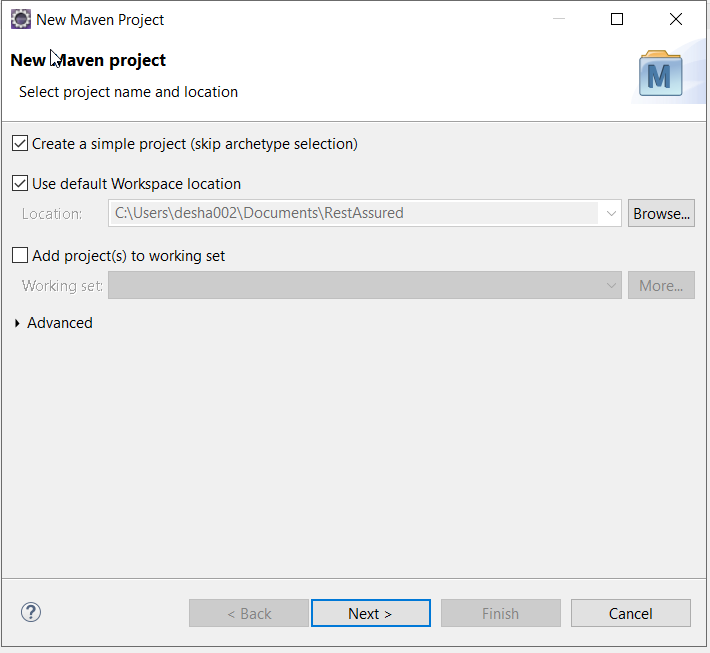 New Maven Project
New Maven project
Select project name and location
M
Create a simple project (skip archetype selection)
Use default Workspace location
Location: C:\Users\desha002\Documents\RestAssured Browse...
Add project(s) to working set
Working set: More...
Advanced
? < Back Next > Finish Cancel